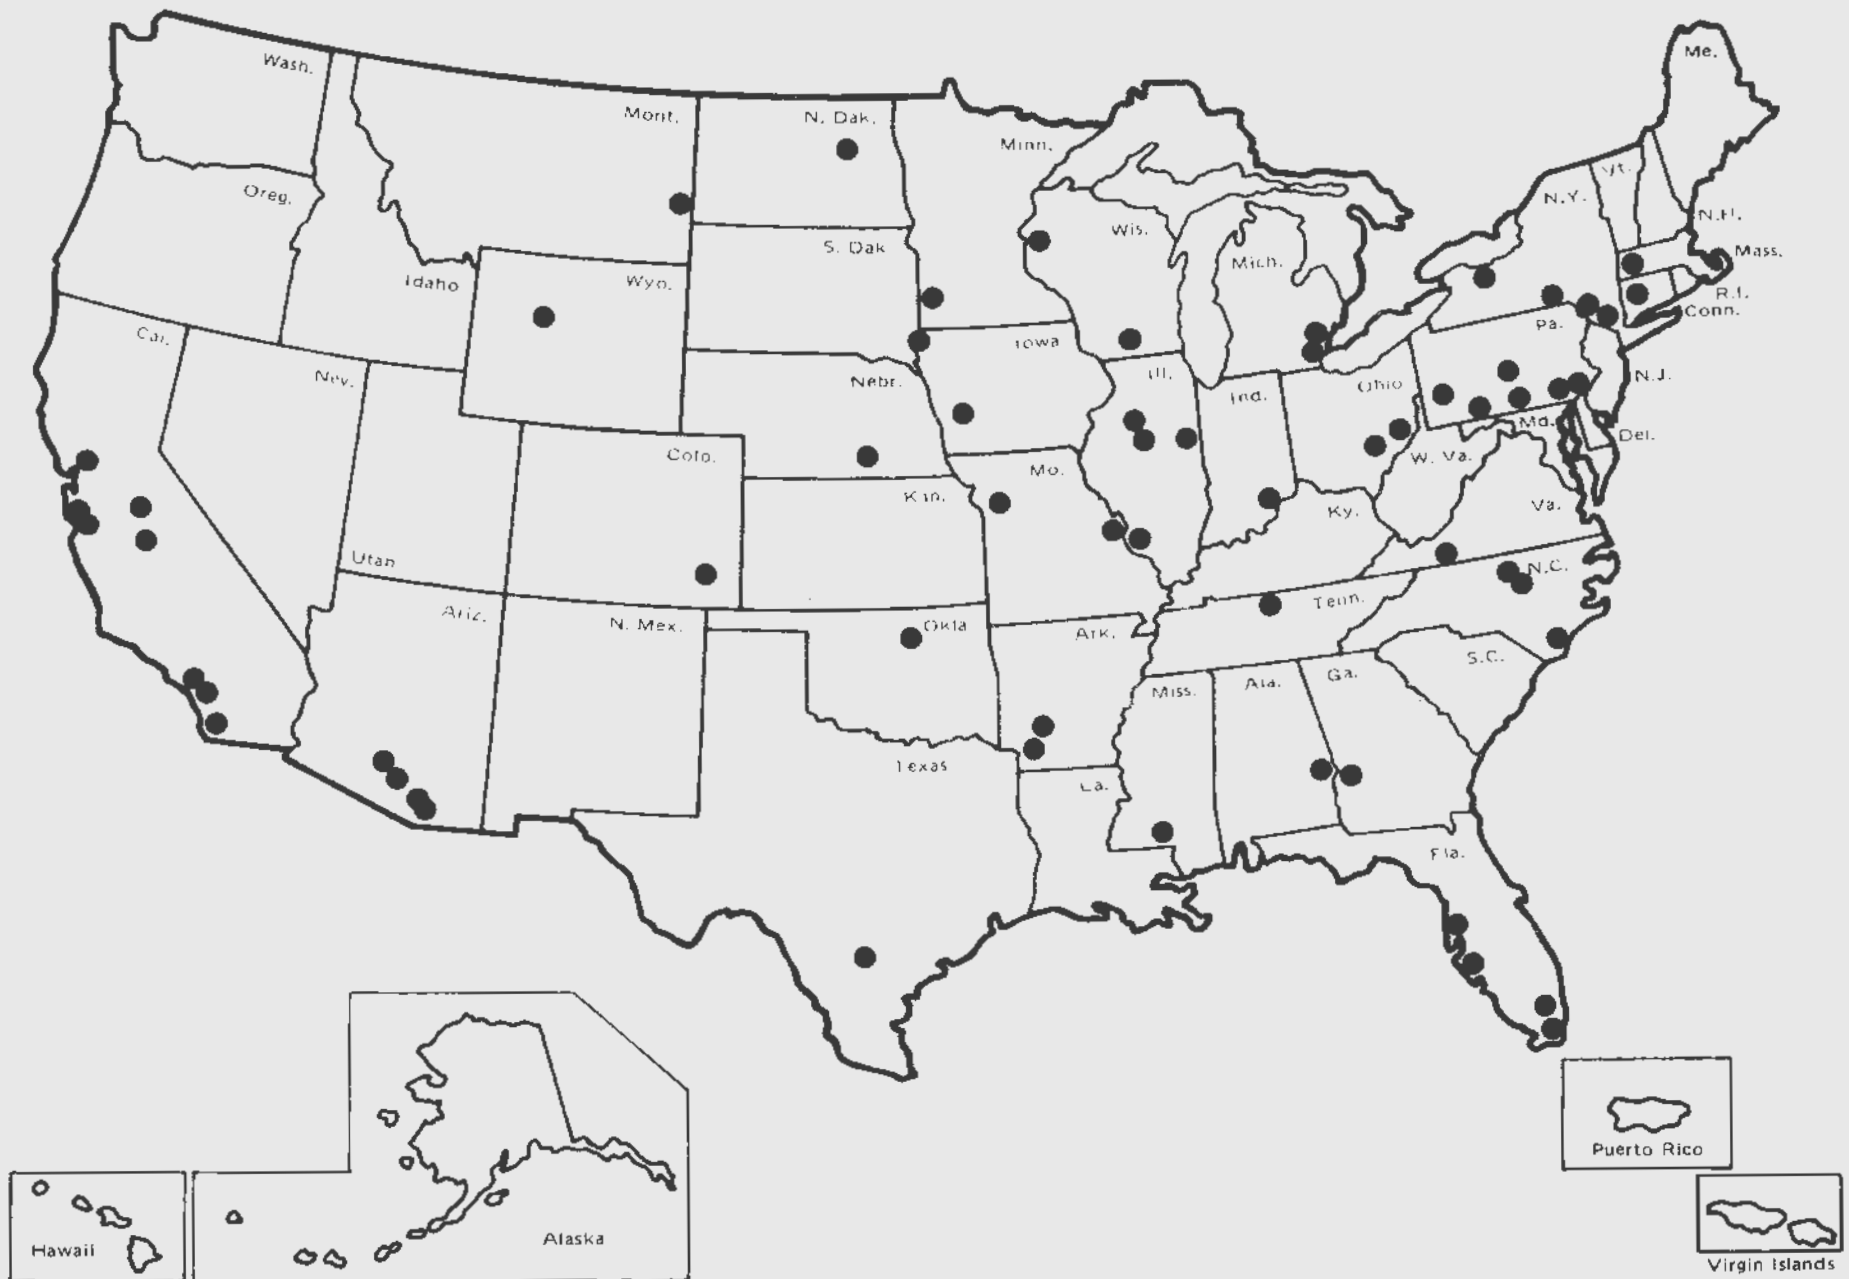 Me.
Wash.
Mont.
N. Dak.
Minn.
Vt.
Oreg.
N.Y.
N.H.
Wis.
S. Dak
Mass.
Mich.
Idaho
Wyo.
R.I.
Conn.
Pa.
Cal.
Iowa
Nev.
Nebr.
Ill.
Ohio
N.J.
Ind.
Md.
Del.
Colo.
W. Va.
Mo.
Kan.
Va.
Ky.
Utah
N.C.
Ariz.
N. Mex.
Okla
Ark.
Tenn.
S.C.
Miss.
Ala.
Ga.
Texas
La.
Fla.
Puerto Rico
Hawaii
Alaska
Virgin Islands